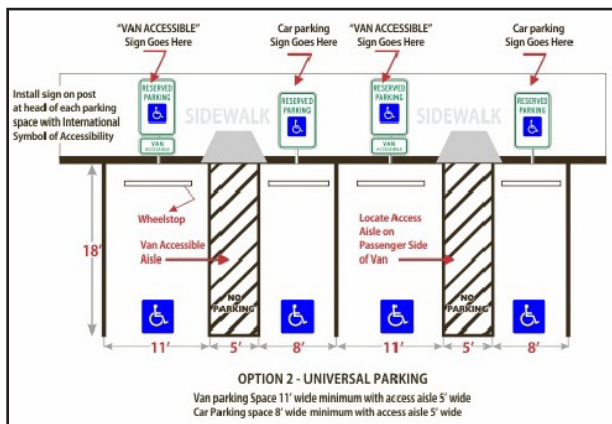 "VAN ACCESSIBLE"
Sign Goes Here
Car parking
Sign Goes Here
"VAN ACCESSIBLE"
Sign Goes Here
Car parking
Sign Goes Here
Install sign on post
at head of each parking
space with International
Symbol of Accessibility
RESERVED
PARKING
VAN
ACCESSIBLE
SIDEWALK
RESERVED
PARKING
RESERVED
PARKING
VAN
ACCESSIBLE
SIDEWALK
RESERVED
PARKING
18'
Wheelstop
Van Accessible
Aisle
Locate Access
Aisle on
Passenger Side
of Van
NO
PARKING
NO
PARKING
11'
5'
8'
11'
5'
8'
OPTION 2 - UNIVERSAL PARKING
Van parking Space 11' wide minimum with access aisle 5' wide
Car Parking space 8' wide minimum with access aisle 5' wide